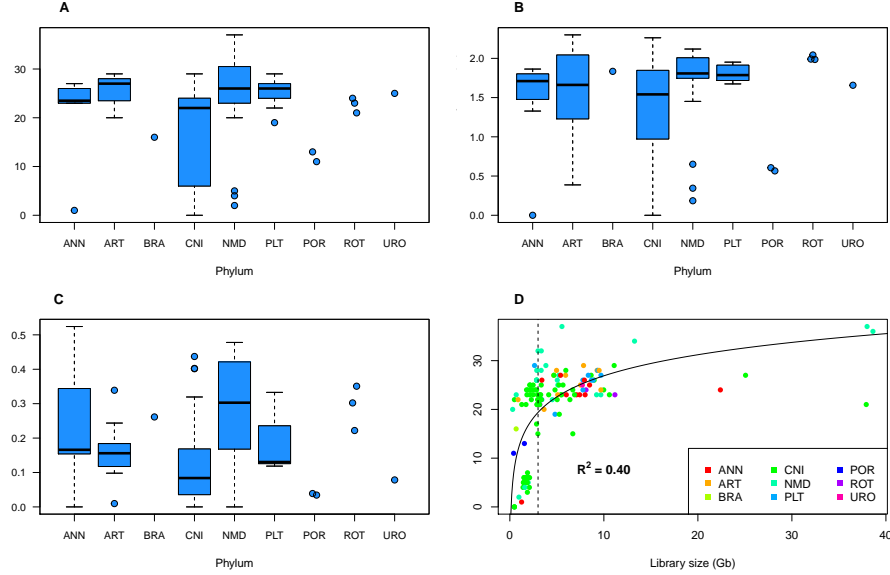 A
30
20
10
0
ANN ART BRA CNI NMD PLT POR ROT URO
Phylum
B
2.0
1.5
1.0
0.5
0.0
ANN ART BRA CNI NMD PLT POR ROT URO
Phylum
C
0.5
0.4
0.3
0.2
0.1
0.0
ANN ART BRA CNI NMD PLT POR ROT URO
Phylum
D
30
20
10
0
R² = 0.40
ANN CNI POR
ART NMD ROT
BRA PLT URO
0 10 20 30 40
Library size (Gb)